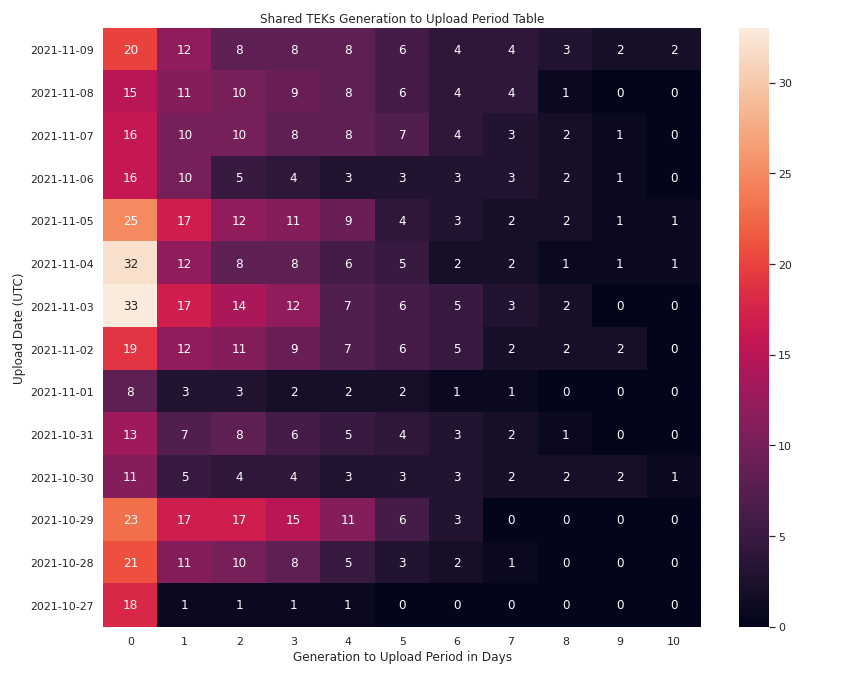 Shared TEKs Generation to Upload Period Table
Upload Date (UTC)
2021-11-09 20 12 8 8 8 6 4 4 3 2 2
2021-11-08 15 11 10 9 8 6 4 4 1 0 0
2021-11-07 16 10 10 8 8 7 4 3 2 1 0
2021-11-06 16 10 5 4 3 3 3 3 2 1 0
2021-11-05 25 17 12 11 9 4 3 2 2 1 1
2021-11-04 32 12 8 8 6 5 2 2 1 1 1
2021-11-03 33 17 14 12 7 6 5 3 2 0 0
2021-11-02 19 12 11 9 7 6 5 2 2 2 0
2021-11-01 8 3 3 2 2 2 1 1 0 0 0
2021-10-31 13 7 8 6 5 4 3 2 1 0 0
2021-10-30 11 5 4 4 3 3 3 2 2 2 1
2021-10-29 23 17 17 15 11 6 3 0 0 0 0
2021-10-28 21 11 10 8 5 3 2 1 0 0 0
2021-10-27 18 1 1 1 1 0 0 0 0 0 0
0 1 2 3 4 5 6 7 8 9 10
Generation to Upload Period in Days
30
25
20
15
10
5
0